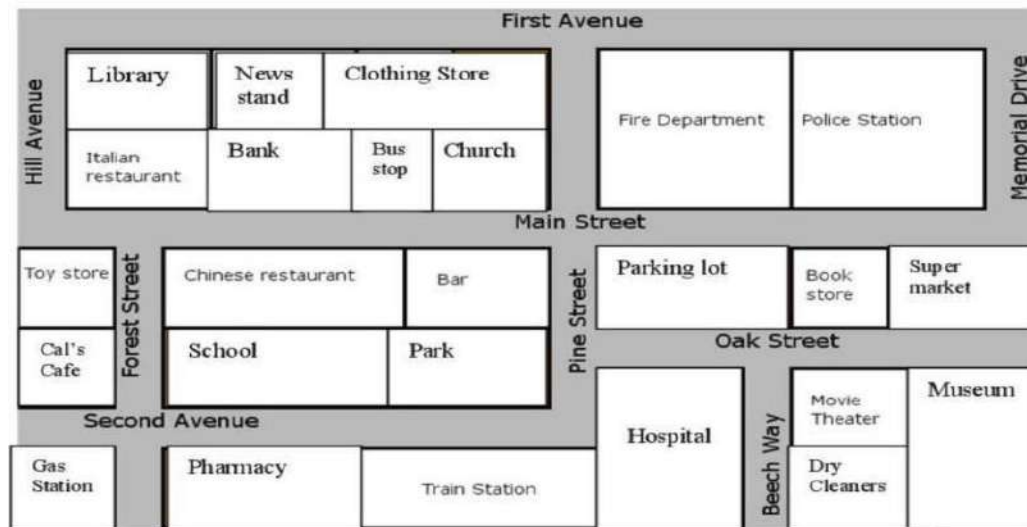 First Avenue
Hill Avenue
Library
News
stand
Clothing Store
Fire Department
Police Station
Memorial Drive
Italian
restaurant
Bank
Bus
stop
Church
Main Street
Toy store
Forest Street
Chinese restaurant
Bar
Pine Street
Parking lot
Book
store
Super
market
Cal's
Cafe
School
Park
Oak Street
Second Avenue
Hospital
Beech Way
Movie
Theater
Museum
Gas
Station
Pharmacy
Train Station
Dry
Cleaners